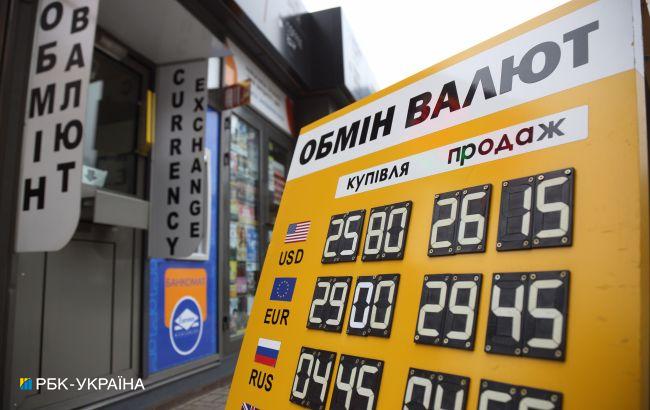 ОБМІН
ВАЛЮТ
CURRENCY
EXCHANGE
БАНКОМАТ
ОБМІН ВАЛЮТ
купівля продаж
USD 25 80 26 15
EUR 29 00 29 45
RUS 04 45
РБК-УКРАЇНА